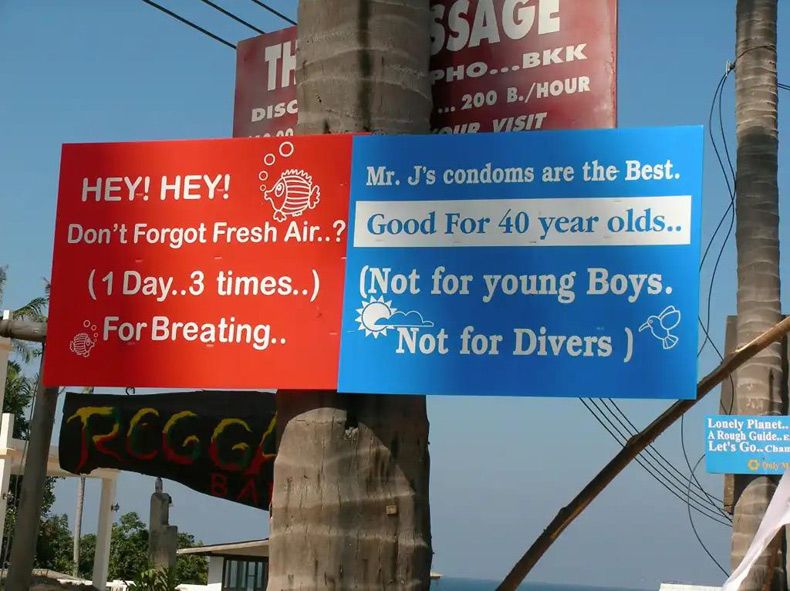 SSAGE
PHO...BKK
DISC
... 200 B./HOUR
VISIT
HEY! HEY!
Don't Forgot Fresh Air..?
(1 Day..3 times..)
For Breating..
Mr. J's condoms are the Best.
Good For 40 year olds..
(Not for young Boys.
Not for Divers )
REGGA
BA
Lonely Planet..
A Rough Guide..
Let's Go..